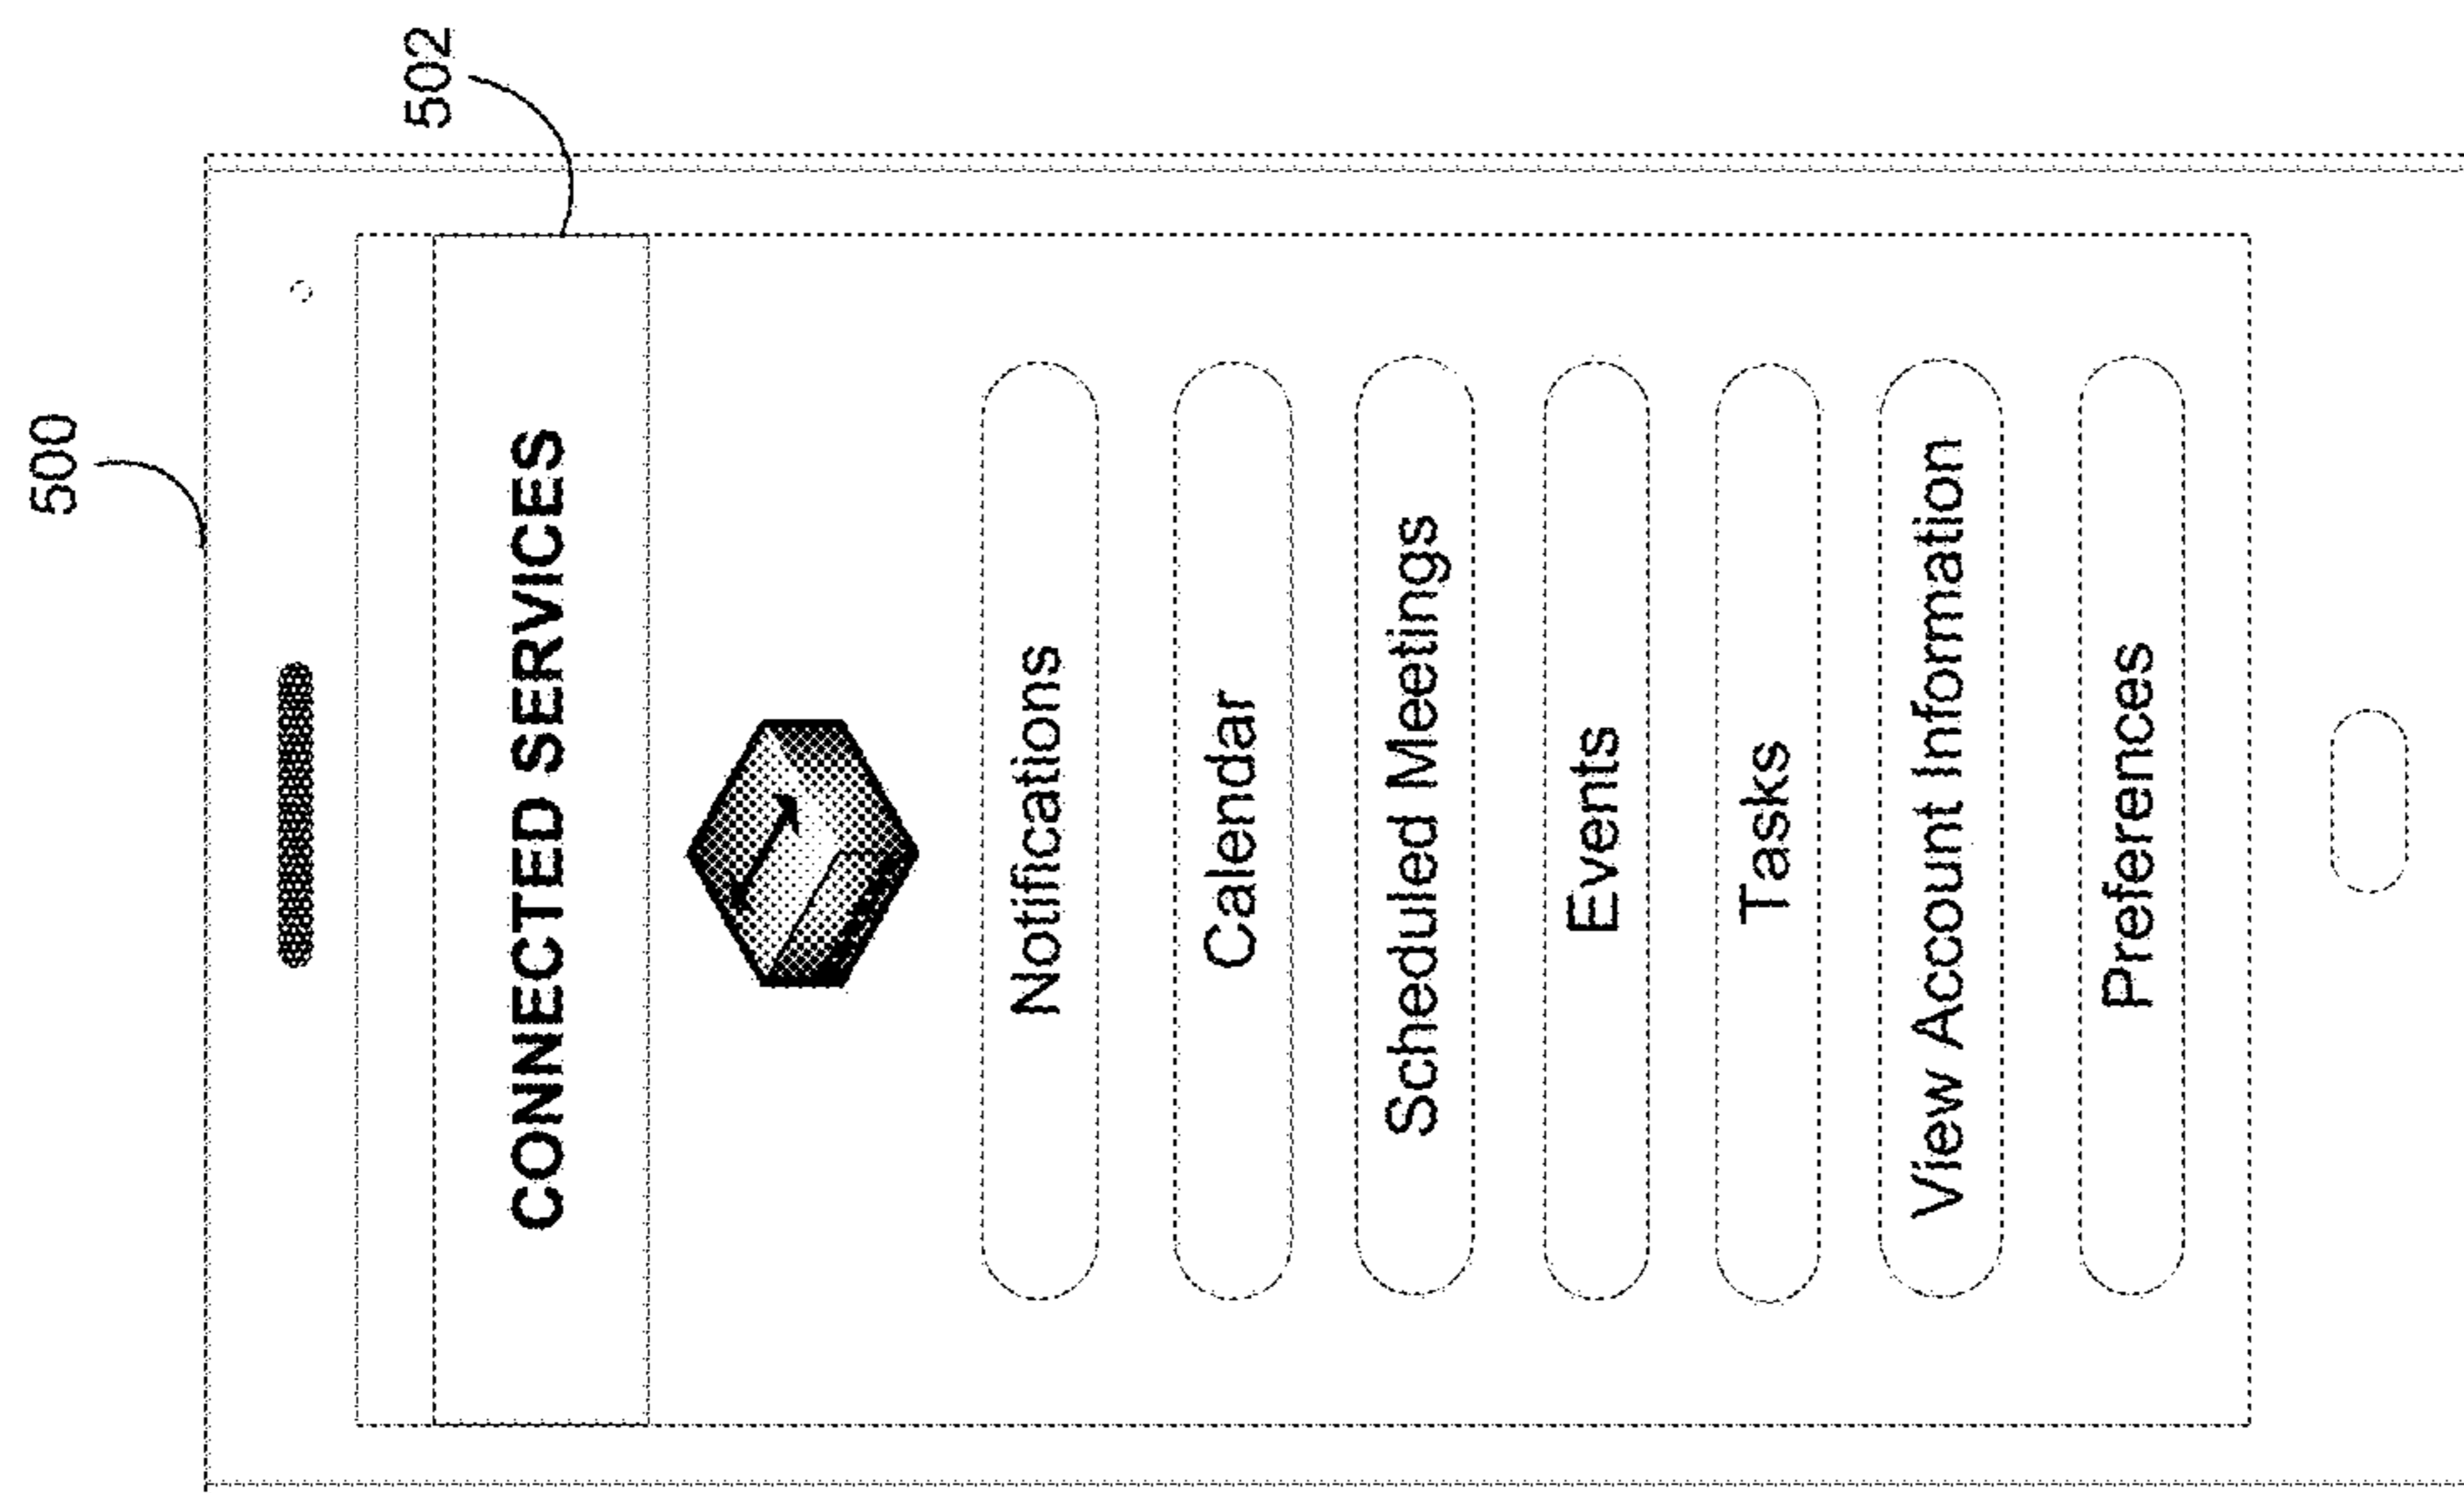 500
502
CONNECTED SERVICES
Notifications
Calendar
Scheduled Meetings
Events
Tasks
View Account Information
Preferences